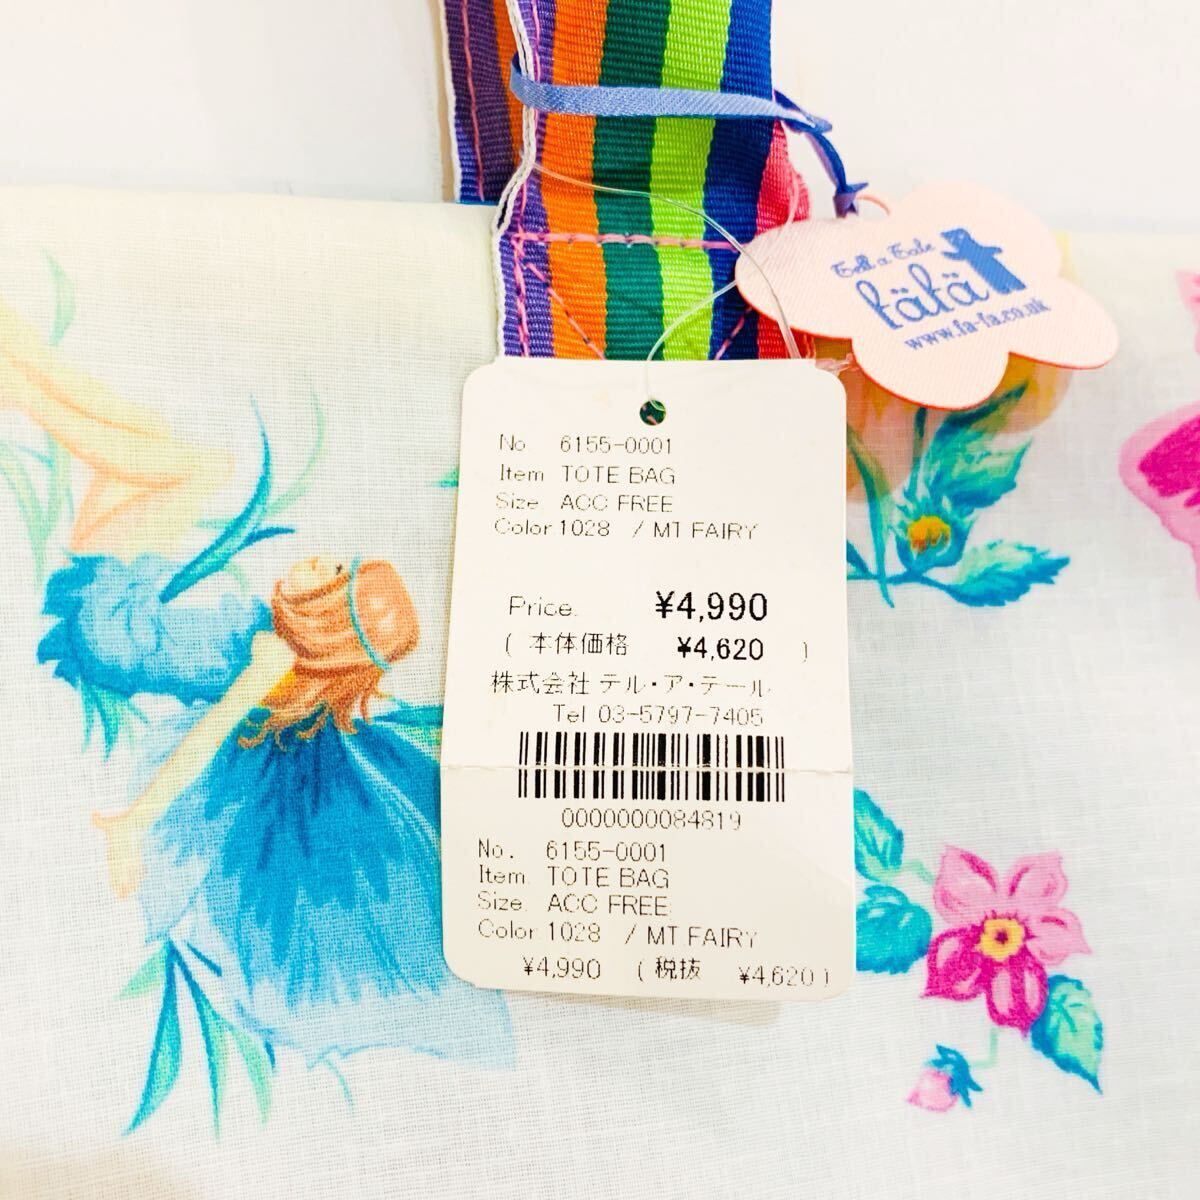 Tell a Tale
fafa
www.fa-fa.co.uk
No. 6155-0001
Item TOTE BAG
Size. ACC FREE
Color 1028 / MT FAIRY
Price. ¥4,990
( 本体価格 ¥4,620 )
株式会社 テル・ア・テール
Tel 03-5797-7405
0000000084819
No. 6155-0001
Item. TOTE BAG
Size. ACC FREE
Color 1028 / MT FAIRY
¥4,990 ( 税抜 ¥4,620 )